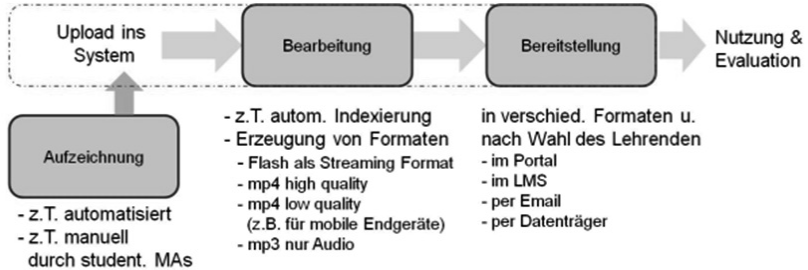 Upload ins
System
Bearbeitung
Bereitstellung
Nutzung &
Evaluation
Aufzeichnung
- z.T. automatisiert
- z.T. manuell
durch student. MAs
- z.T. autom. Indexierung
- Erzeugung von Formaten
- Flash als Streaming Format
- mp4 high quality
- mp4 low quality
(z.B. für mobile Endgeräte)
- mp3 nur Audio
in verschied. Formaten u.
nach Wahl des Lehrenden
- im Portal
- im LMS
- per Email
- per Datenträger